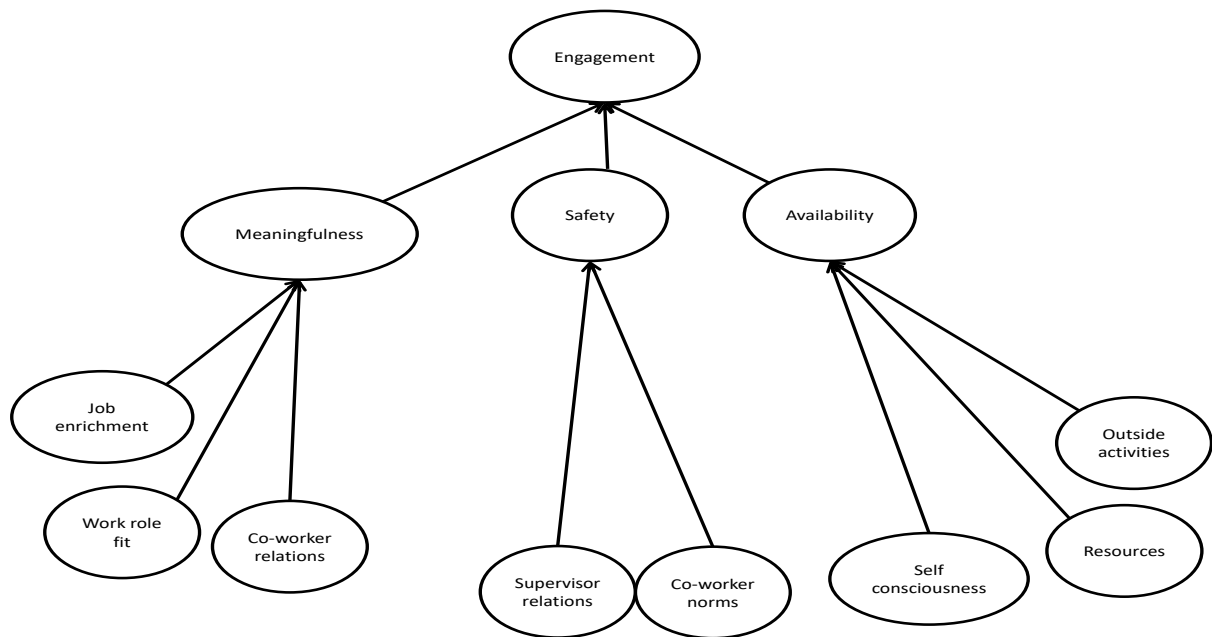 Engagement
Meaningfulness
Safety
Availability
Job
enrichment
Work role
fit
Co-worker
relations
Supervisor
relations
Co-worker
norms
Self
consciousness
Resources
Outside
activities